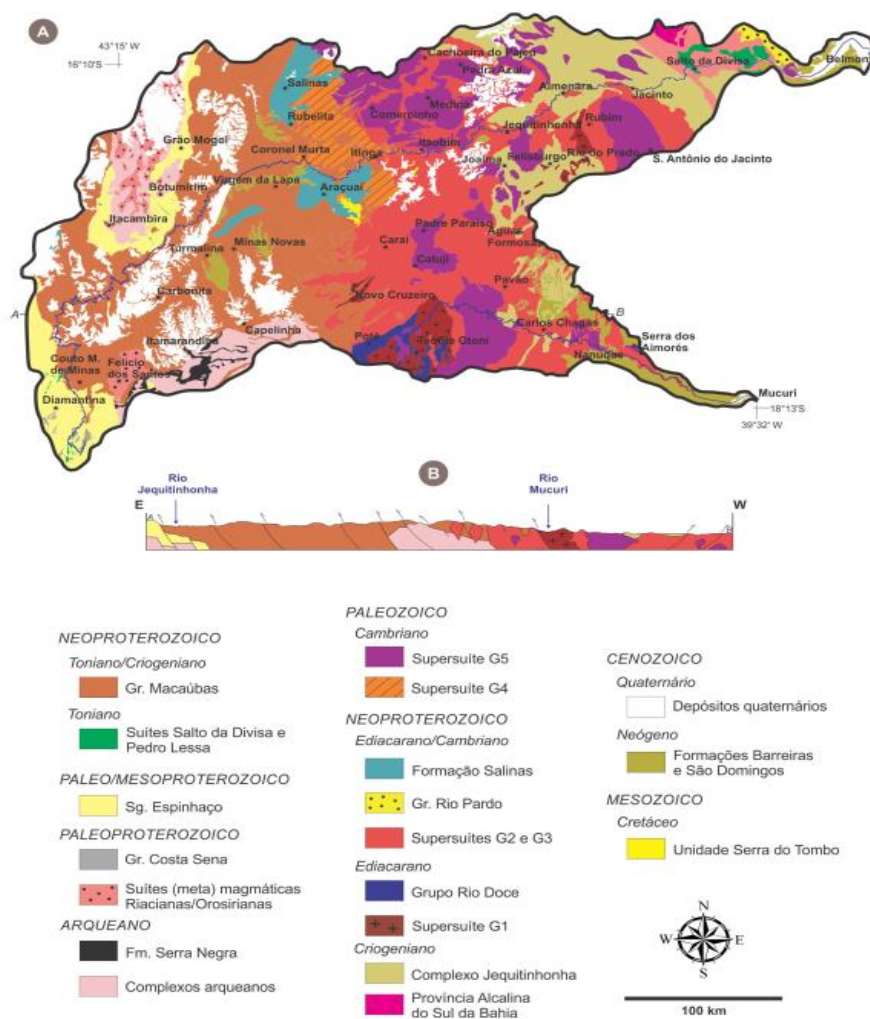 A
43°15' W
16°10'S
Cachoeira do Pajeú
Pedra Azul
Salto da Divisa
Belmon
Salinas
Almenara
Jacinto
Medina
Comercinho
Rubelita
Rubim
Jequitinhonha
Grão Mogol
Coronel Murta
Itinga
Itaobim
Joaíma
Felisburgo
Rio do Prado
S. Antônio do Jacinto
Virgem da Lapa
Botumirim
Araçuaí
Itacambira
Padre Paraíso
Águas
Formosas
Turmalina
Minas Novas
Caraí
Catuji
Pavão
Carbonita
Novo Cruzeiro
A
B
Itamarandiba
Capelinha
Poté
Teófilo Otoni
Carlos Chagas
Serra dos
Aimorés
Nanuque
Couto M.
de Minas
Felício
dos Santos
Diamantina
Mucuri
18°13'S
39°32' W
B
Rio
Jequitinhonha
Rio
Mucuri
E
W
A
B
NEOPROTEROZOICO
Toniano/Criogeniano
Gr. Macaúbas
Toniano
Suítes Salto da Divisa e
Pedro Lessa
PALEO/MESOPROTEROZOICO
Sg. Espinhaço
PALEOPROTEROZOICO
Gr. Costa Sena
Suítes (meta) magmáticas
Riacianas/Orosirianas
ARQUEANO
Fm. Serra Negra
Complexos arqueanos
PALEOZOICO
Cambriano
Supersuíte G5
Supersuíte G4
NEOPROTEROZOICO
Ediacarano/Cambriano
Formação Salinas
Gr. Rio Pardo
Supersuítes G2 e G3
Ediacarano
Grupo Rio Doce
Supersuíte G1
Criogeniano
Complexo Jequitinhonha
Província Alcalina
do Sul da Bahia
CENOZOICO
Quaternário
Depósitos quaternários
Neógeno
Formações Barreiras
e São Domingos
MESOZOICO
Cretáceo
Unidade Serra do Tombo
N
W
E
S
100 km